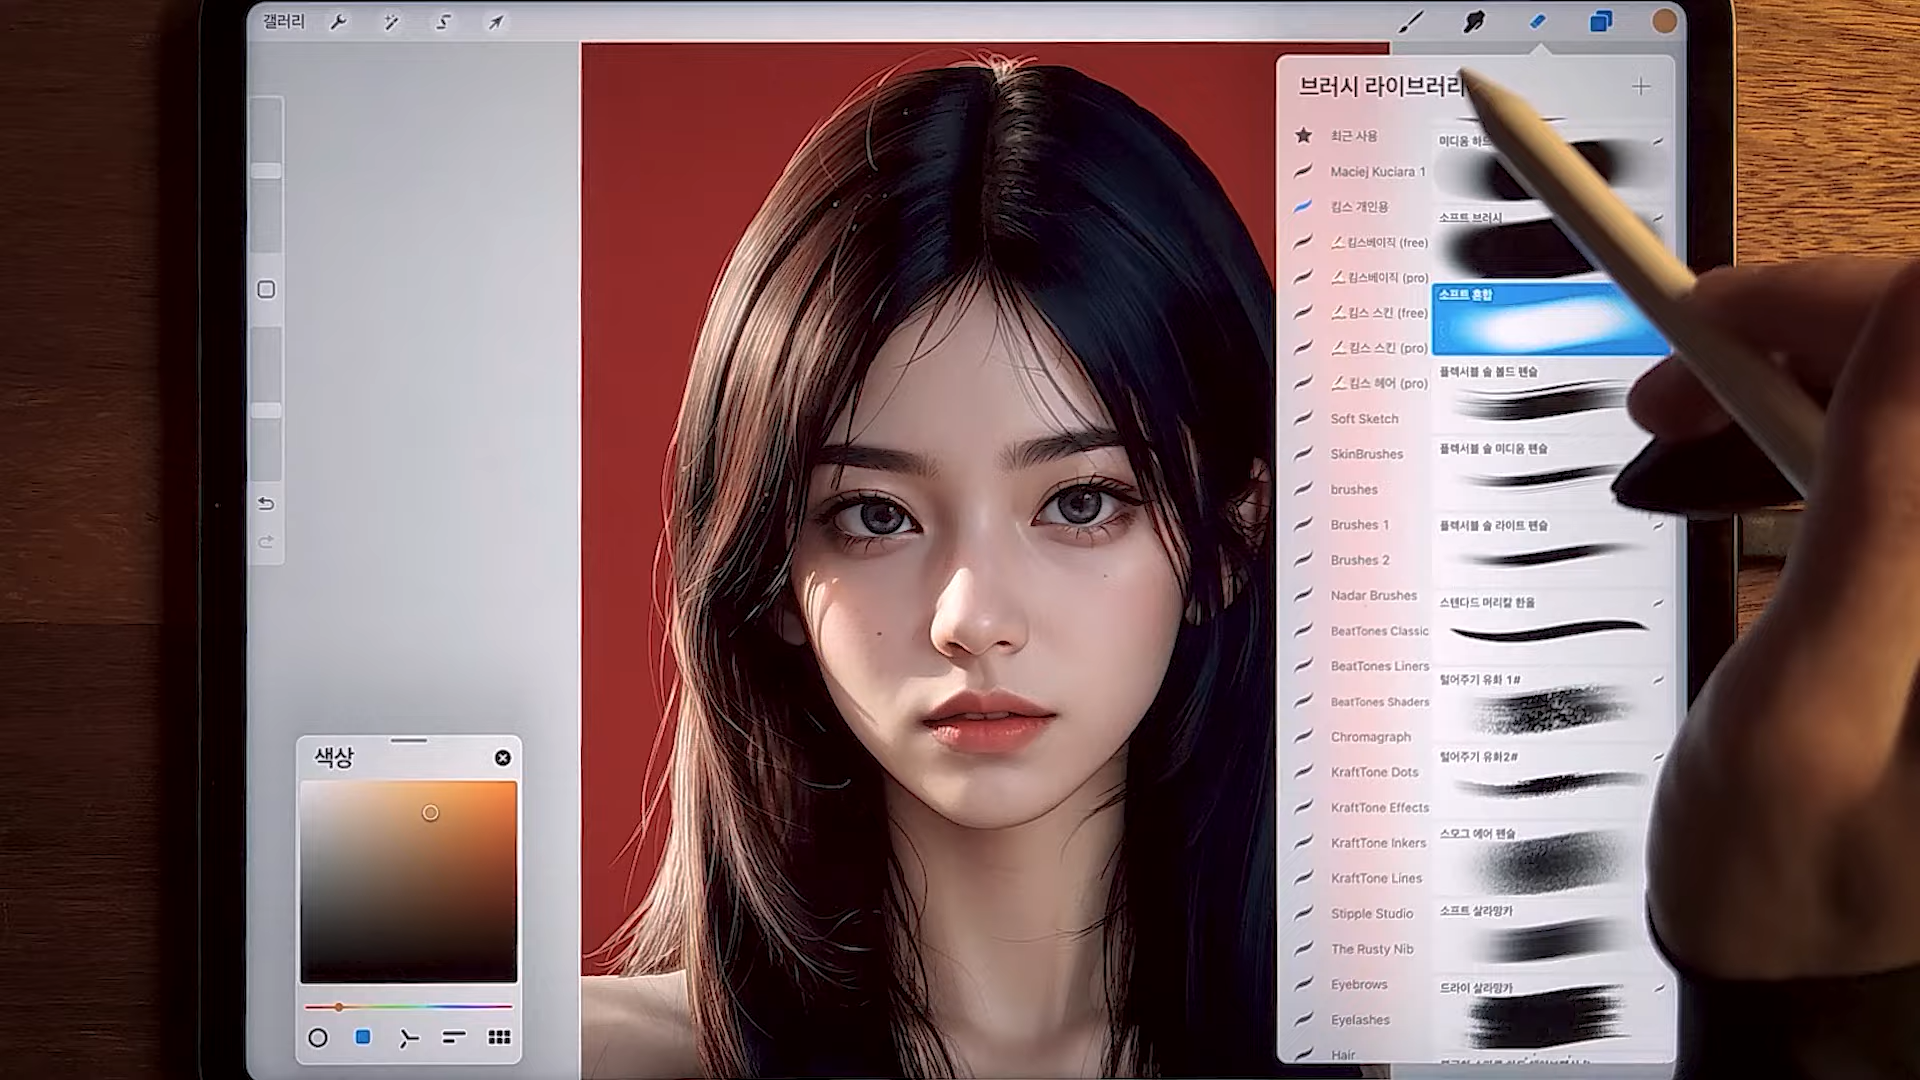 갤러리
브러시 라이브러리
최근 사용
Maciej Kuciara 1
킴스 개인용
킴스베이직 (free)
킴스베이직 (pro)
킴스 스킨 (free)
킴스 스킨 (pro)
킴스 헤어 (pro)
Soft Sketch
SkinBrushes
brushes
Brushes 1
Brushes 2
Nadar Brushes
BeatTones Classic
BeatTones Liners
BeatTones Shaders
Chromagraph
KraftTone Dots
KraftTone Effects
KraftTone Inkers
KraftTone Lines
Stipple Studio
The Rusty Nib
Eyebrows
Eyelashes
Hair
미디움
소프트 브러시
소프트 혼합
플렉서블 솔 볼드 펜슬
플렉서블 솔 미디움 펜슬
플렉서블 솔 라이트 펜슬
스텐다드 머리칼 한올
털어주기 유화 1#
털어주기 유화2#
스모그 에어 펜슬
소프트 살라망카
드라이 살라망카
색상